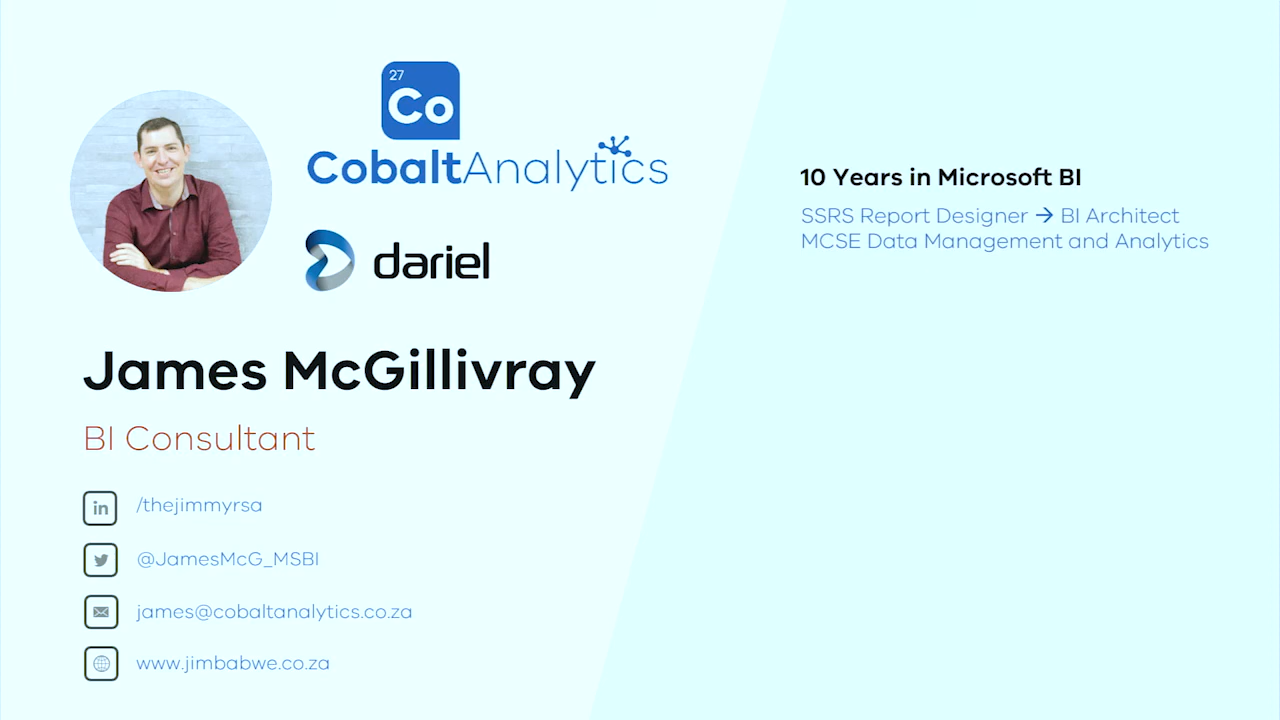 27
Co
CobaltAnalytics
dariel
James McGillivray
BI Consultant
in /thejimmyrsa
@JamesMcG_MSBI
james@cobaltanalytics.co.za
www.jimbabwe.co.za
10 Years in Microsoft BI
SSRS Report Designer → BI Architect
MCSE Data Management and Analytics